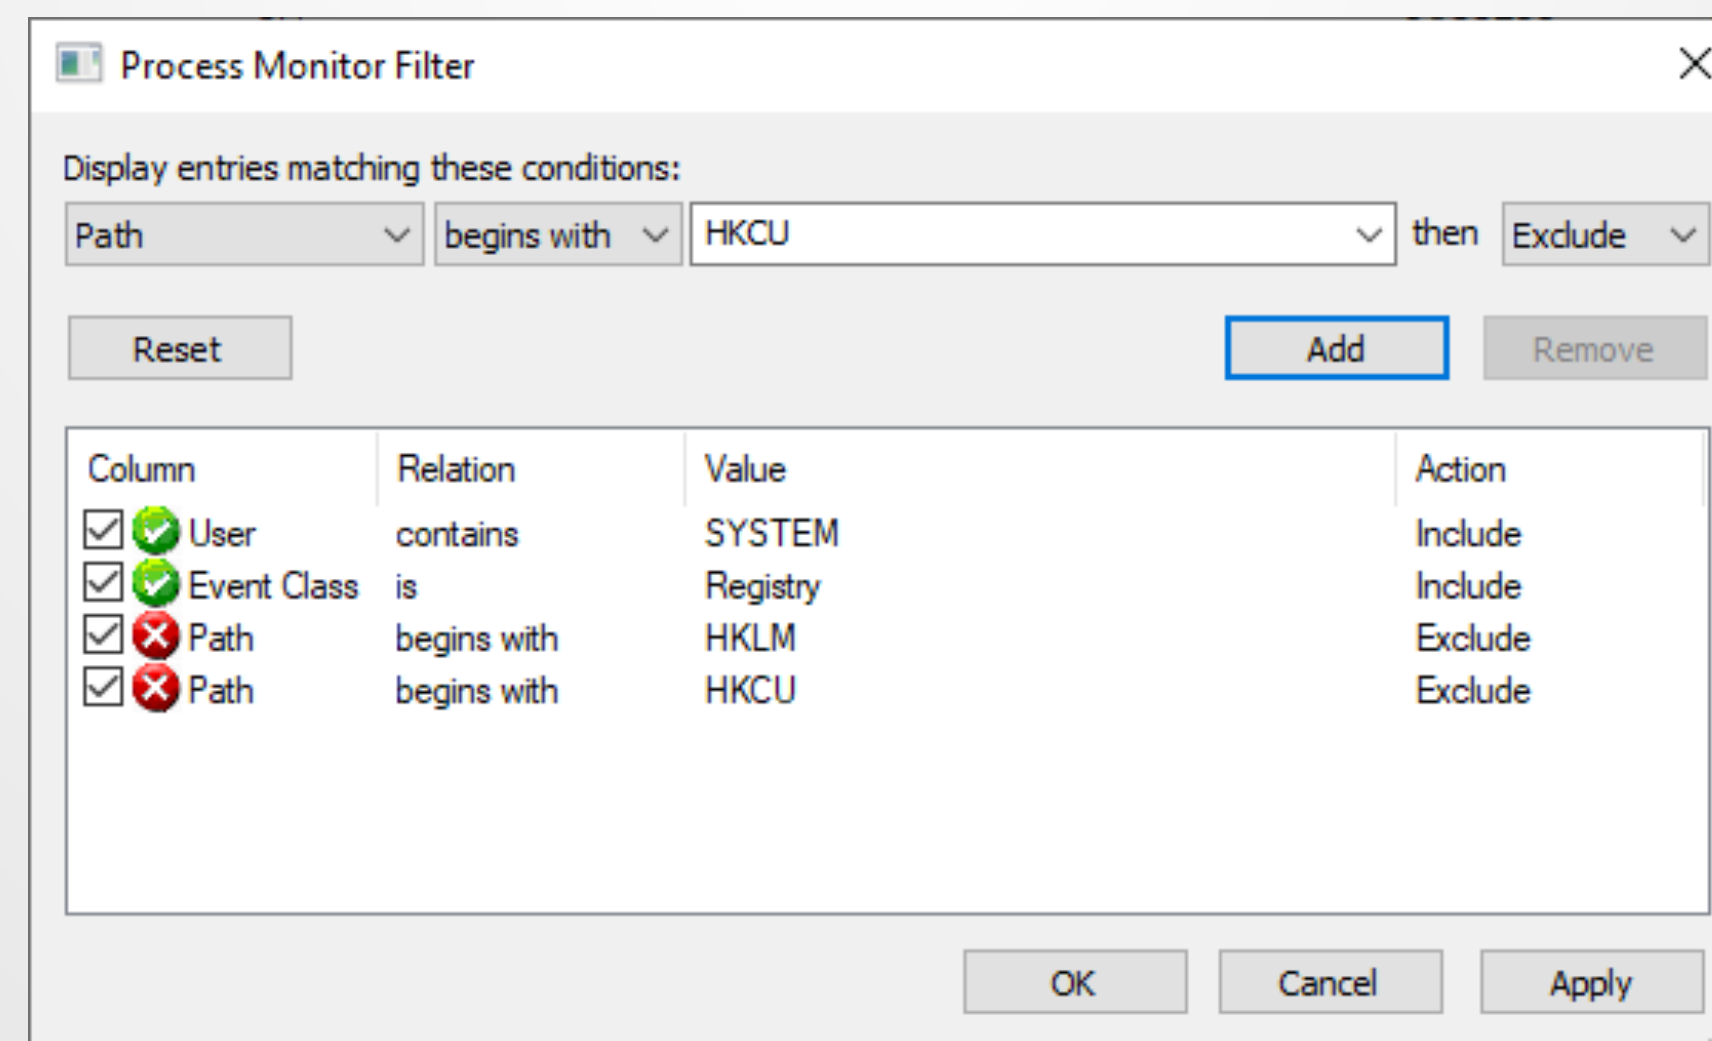 Process Monitor Filter
Display entries matching these conditions:
Path begins with HKCU then Exclude
Reset Add Remove
Column Relation Value Action
User contains SYSTEM Include
Event Class is Registry Include
Path begins with HKLM Exclude
Path begins with HKCU Exclude
OK Cancel Apply